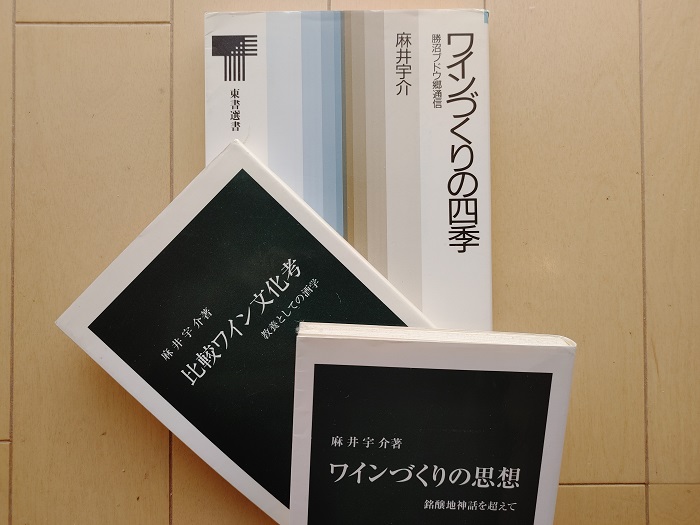 ワインづくりの四季
勝沼ブドウ郷通信
麻井宇介
東書選書
麻井宇介著
比較ワイン文化考
教養としての酒学
麻井宇介著
ワインづくりの思想
銘醸地神話を超えて